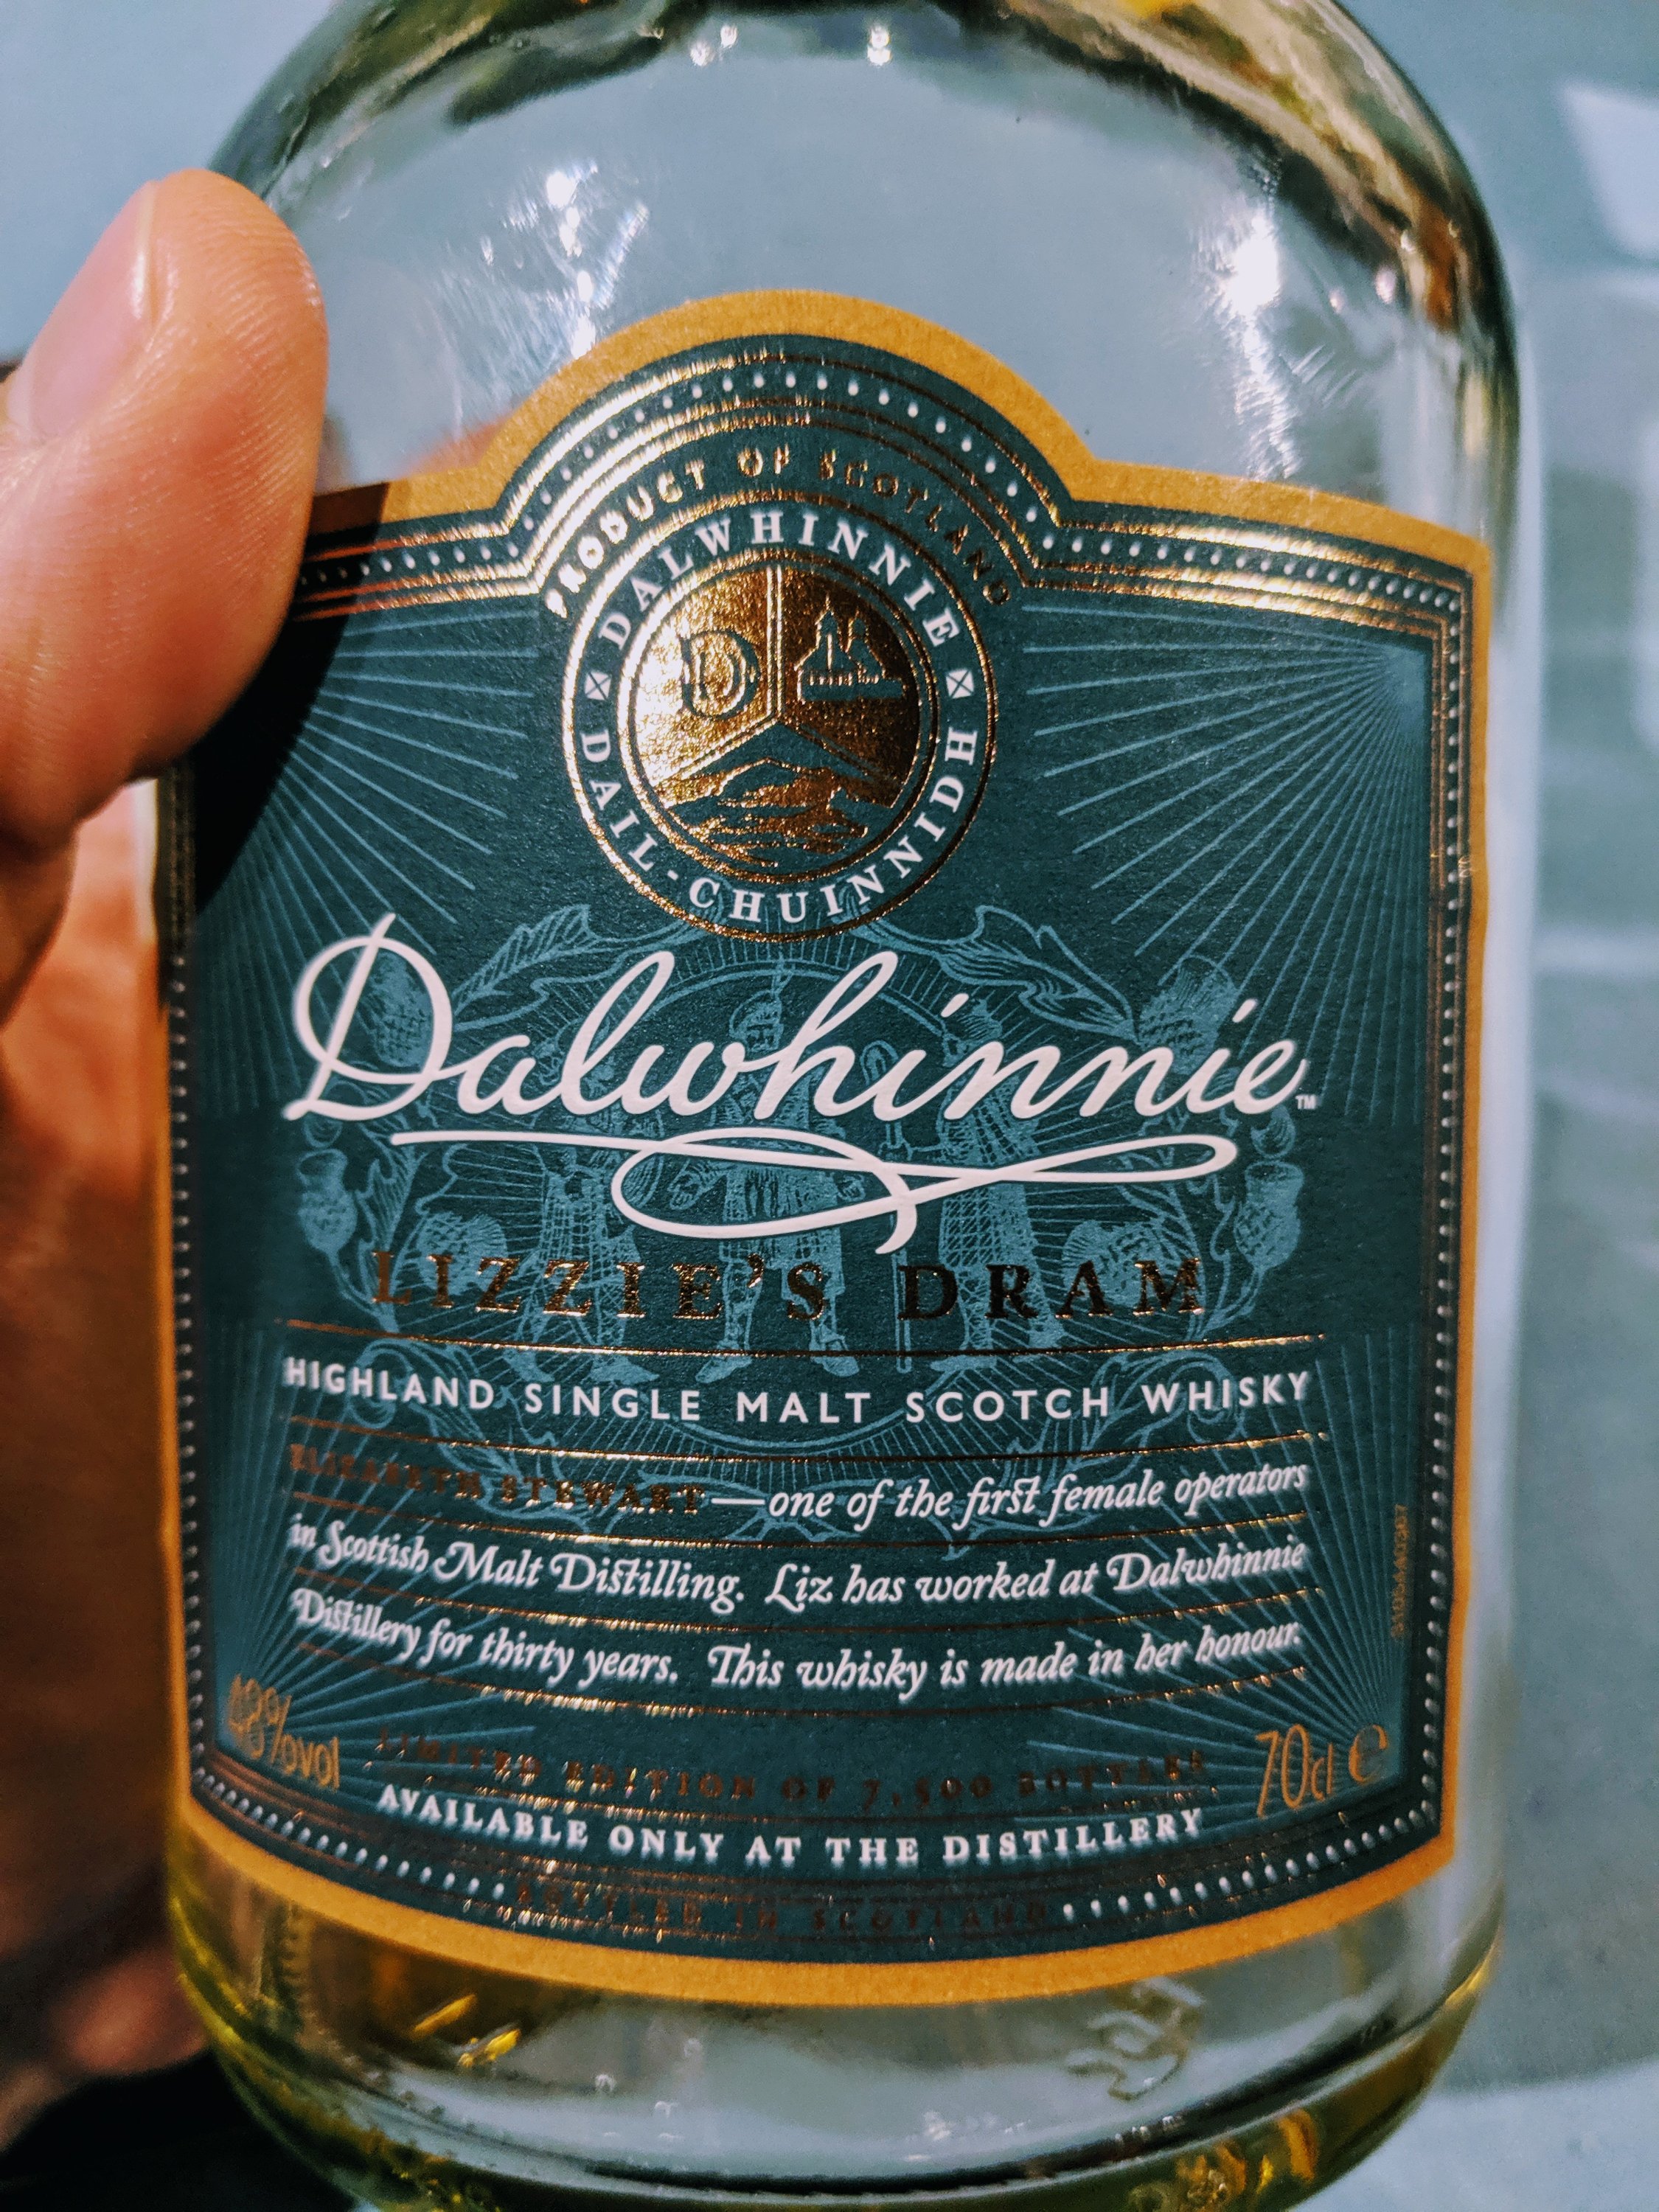 PRODUCT OF SCOTLAND
DALWHINNIE
DAIL-CHUINNIDH
D
Dalwhinnie™
LIZZIE'S DRAM
HIGHLAND SINGLE MALT SCOTCH WHISKY
ELIZABETH STEWART—one of the first female operators
in Scottish Malt Distilling. Liz has worked at Dalwhinnie
Distillery for thirty years. This whisky is made in her honour.
48%vol
LIMITED EDITION OF 7,500 BOTTLES
70cl e
AVAILABLE ONLY AT THE DISTILLERY
BOTTLED IN SCOTLAND